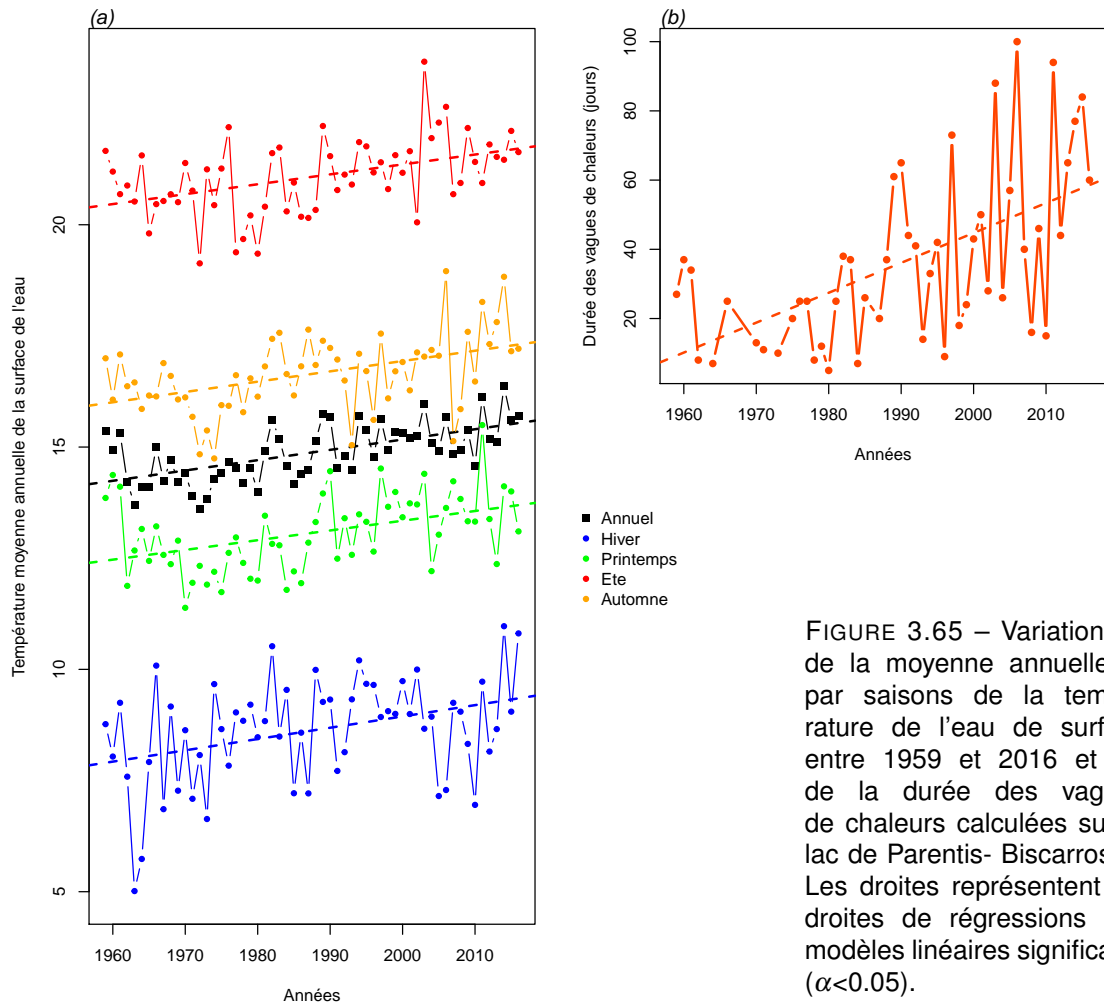 (a)
Température moyenne annuelle de la surface de l'eau
20
15
10
5
1960 1970 1980 1990 2000 2010
Années
(b)
Durée des vagues de chaleurs (jours)
100
80
60
40
20
1960 1970 1980 1990 2000 2010
Années
Annuel
Hiver
Printemps
Ete
Automne
FIGURE 3.65 – Variation
de la moyenne annuelle
par saisons de la tem
rature de l'eau de surf
entre 1959 et 2016 et
de la durée des vag
de chaleurs calculées su
lac de Parentis- Biscarros
Les droites représentent
droites de régressions
modèles linéaires significa
(α<0.05).